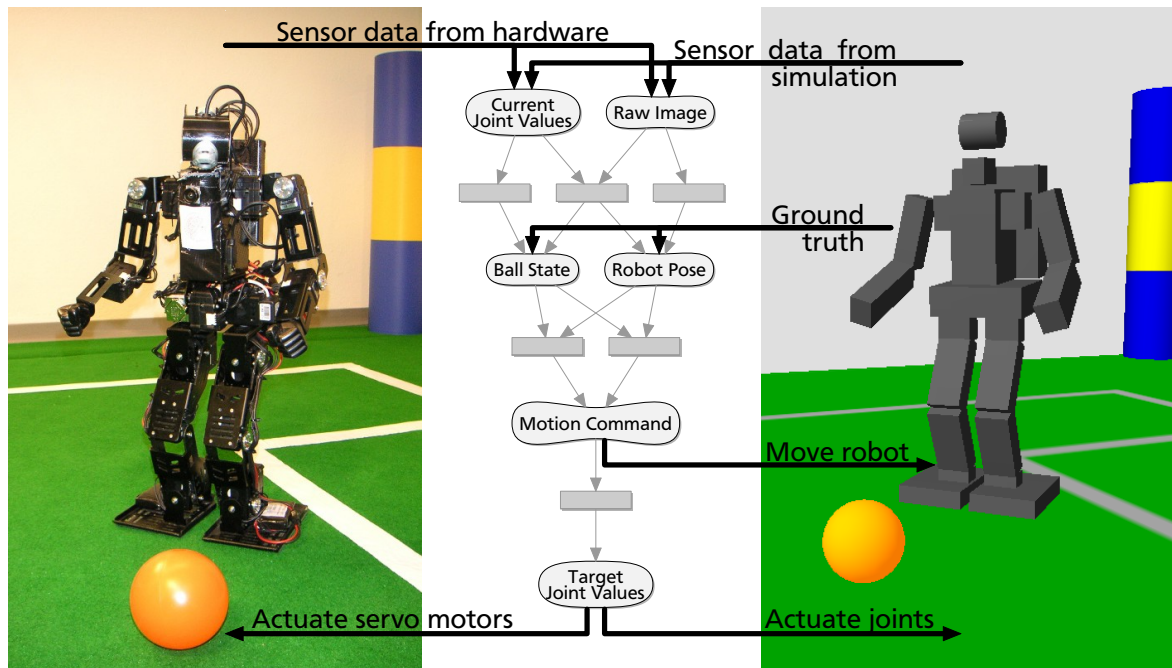 Sensor data from hardware
Sensor data from
simulation
Current
Joint Values
Raw Image
Ground
truth
Ball State
Robot Pose
Motion Command
Move robot
Target
Joint Values
Actuate servo motors
Actuate joints